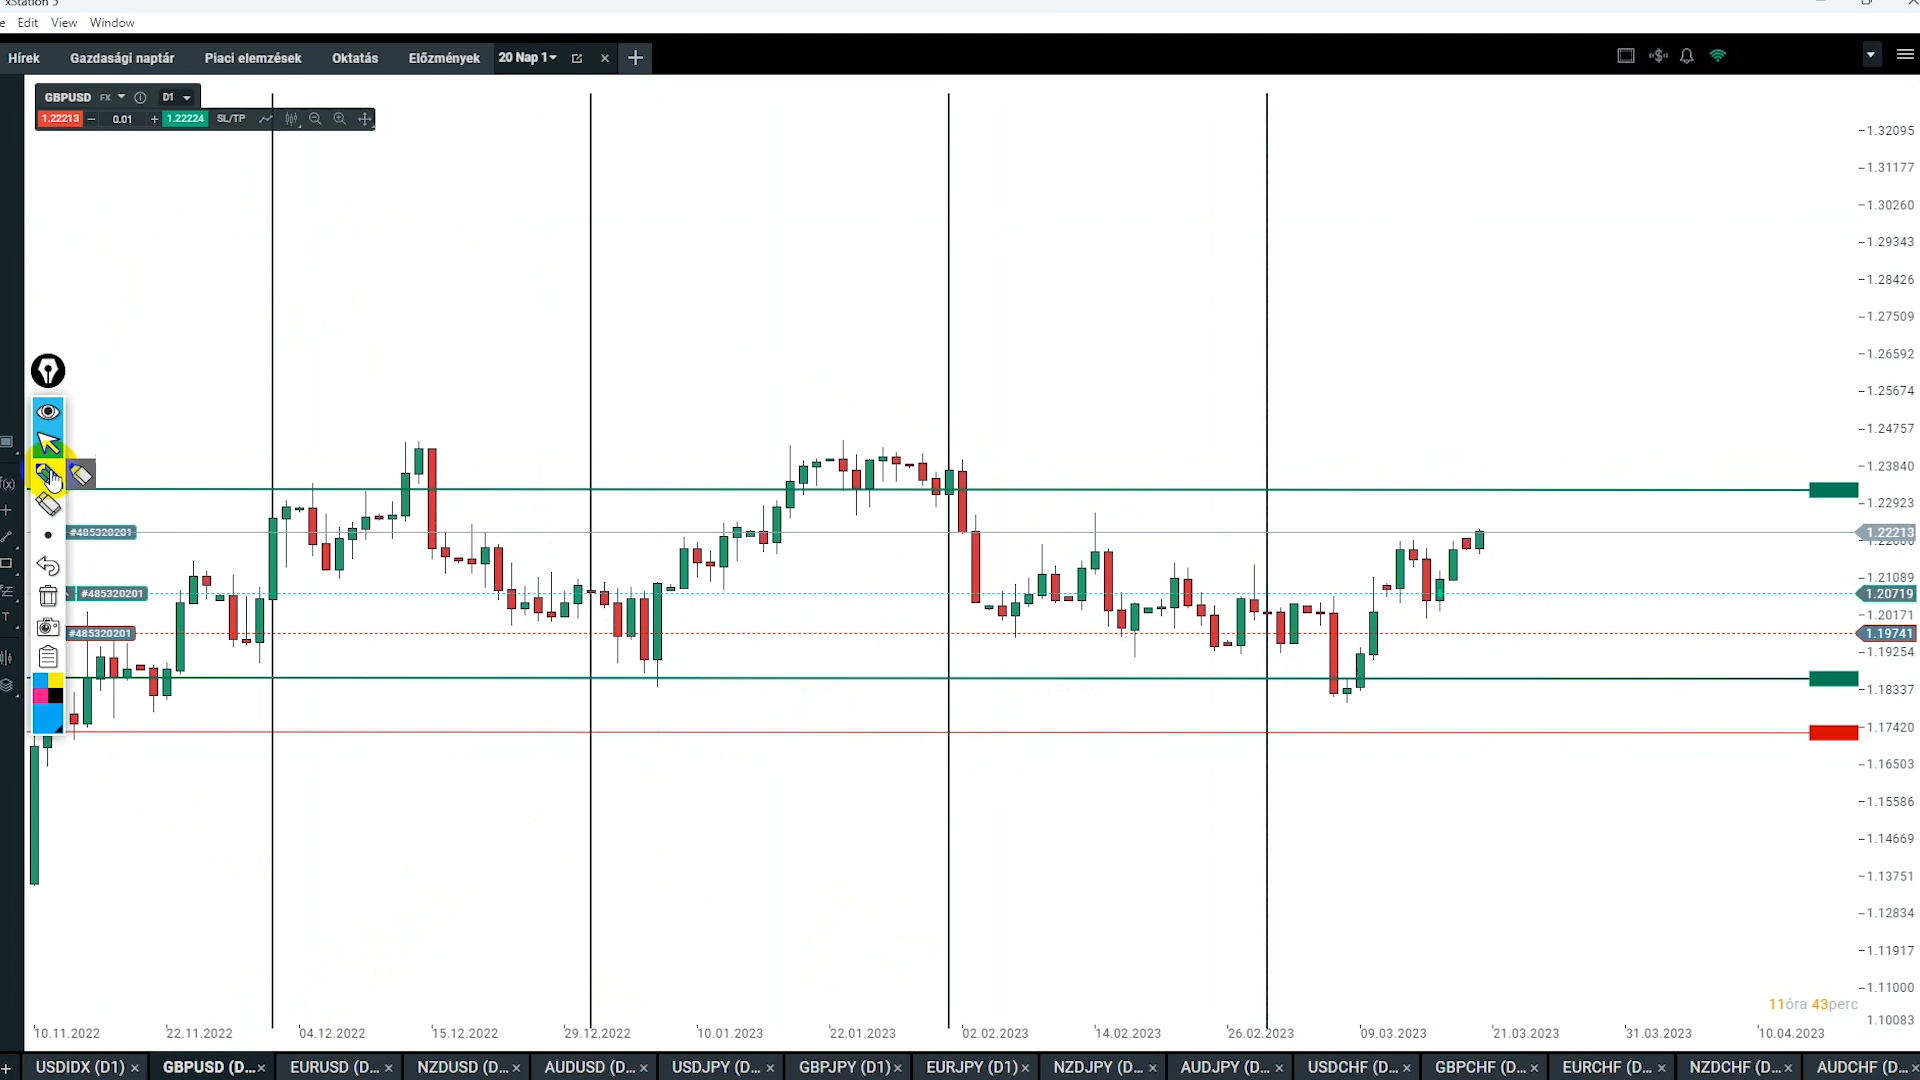 xStation 5
e Edit View Window
Hírek Gazdasági naptár Piaci elemzések Oktatás Előzmények 20 Nap 1
GBPUSD FX D1
1.22213 0.01 1.22224 SL/TP
1.32095
1.31177
1.30260
1.29343
1.28426
1.27509
1.26592
1.25674
1.24757
1.23840
f(x)
1.22923
#485320201 1.22213
1.21089
#485320201 1.20719
T 1.20171
#485320201 1.19741
1.19254
1.18337
1.17420
1.16503
1.15586
1.14669
1.13751
1.12834
1.11917
1.11000
11óra 43perc
1.10083
10.11.2022 22.11.2022 04.12.2022 15.12.2022 29.12.2022 10.01.2023 22.01.2023 02.02.2023 14.02.2023 26.02.2023 09.03.2023 21.03.2023 31.03.2023 10.04.2023
+ USDIDX (D1) × GBPUSD (D...× EURUSD (D... × NZDUSD (D... × AUDUSD (D... × USDJPY (D... × GBPJPY (D1) × EURJPY (D1) × NZDJPY (D... × AUDJPY (D... × USDCHF (D... × GBPCHF (D... × EURCHF (D... × NZDCHF (D... × AUDCHF (D... ×